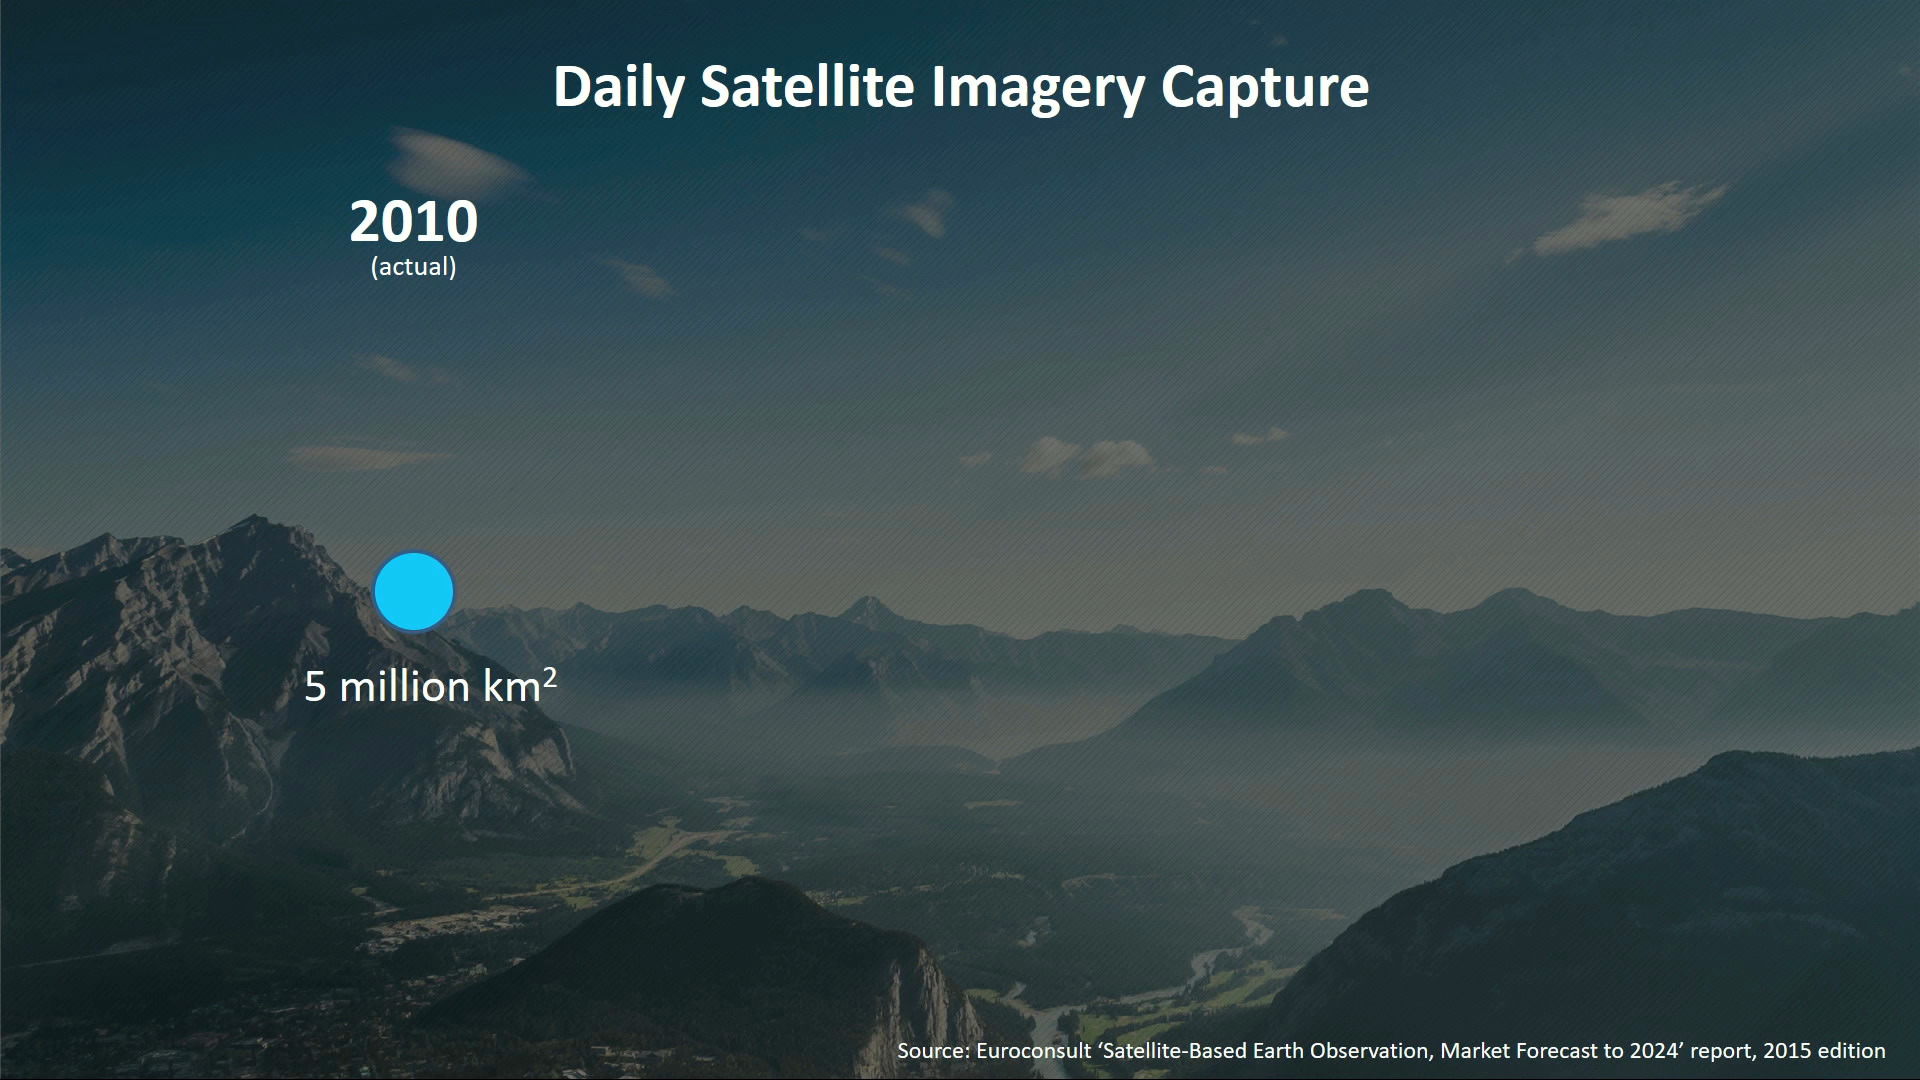 Daily Satellite Imagery Capture
2010
(actual)
5 million km²
Source: Euroconsult ‘Satellite-Based Earth Observation, Market Forecast to 2024’ report, 2015 edition